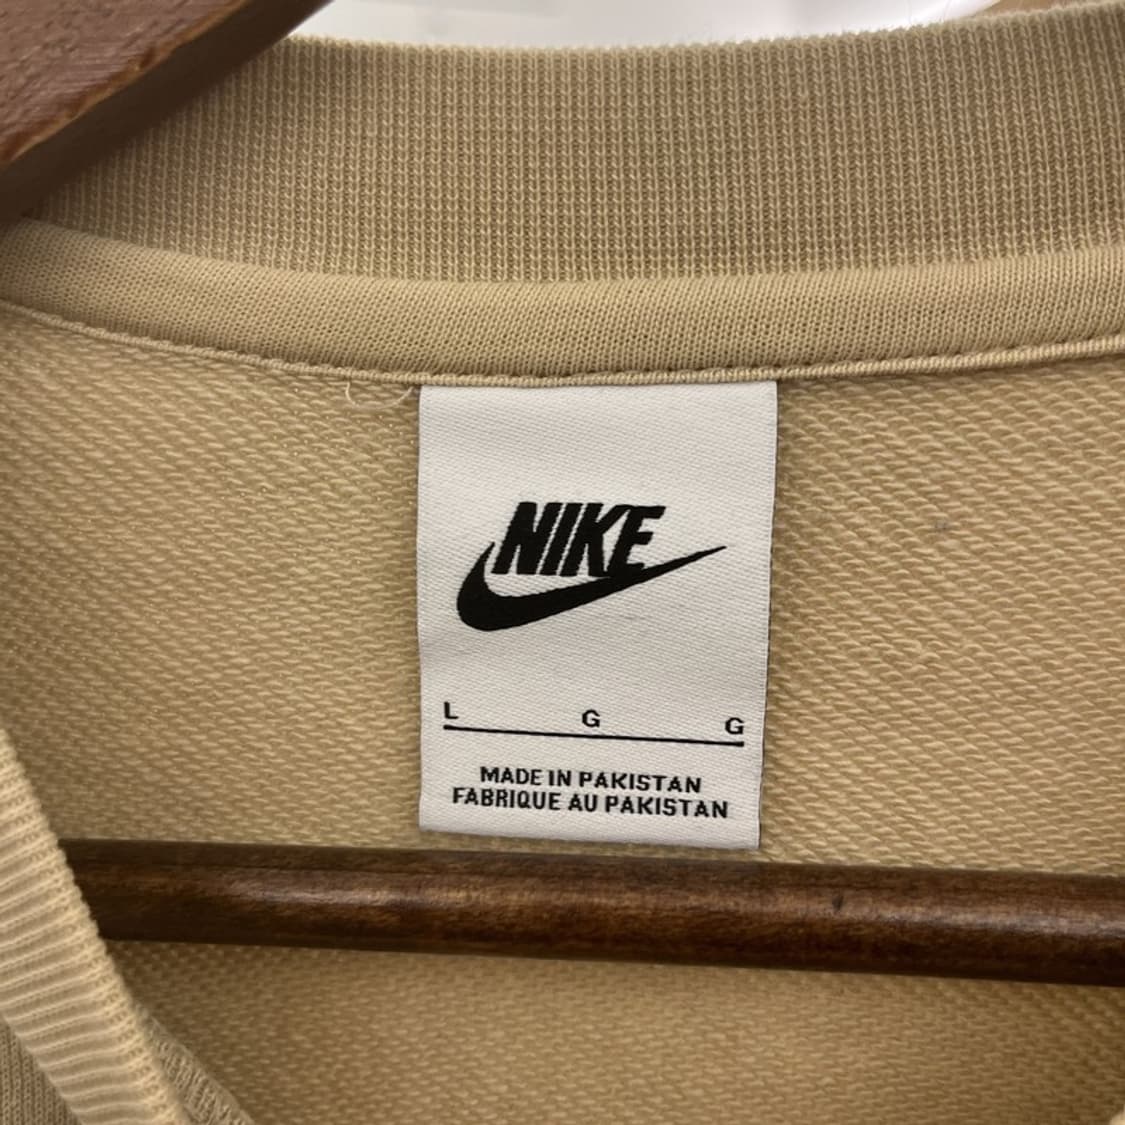 NIKE
L G G
MADE IN PAKISTAN
FABRIQUE AU PAKISTAN